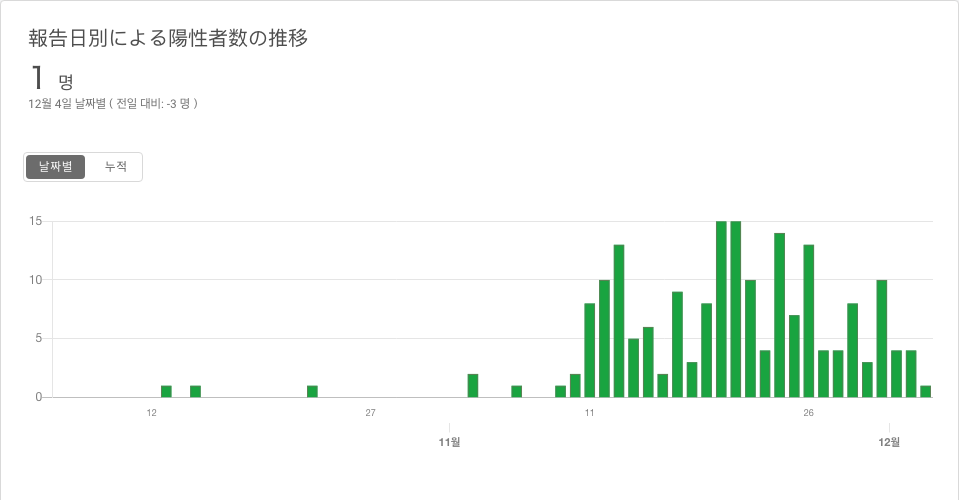 報告日別による陽性者数の推移
1 명
12월 4일 날짜별 ( 전일 대비: -3 명 )
날짜별 누적
15
10
5
0
12 27 11 26
11월 12월